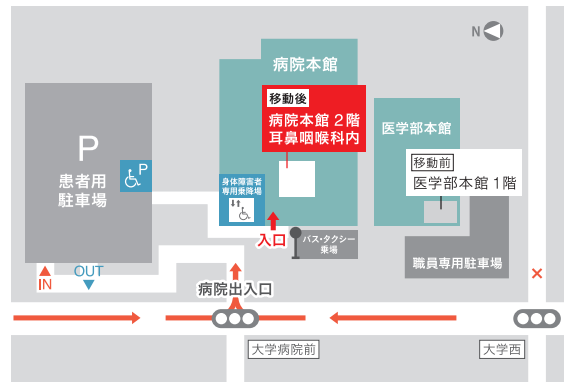 N
病院本館
移動後
病院本館 2階
耳鼻咽喉科内
医学部本館
移動前
医学部本館 1階
P
患者用
駐車場
P
身体障害者
専用乗降場
入口
バス・タクシー
乗場
職員専用駐車場
IN
OUT
病院出入口
×
大学病院前
大学西